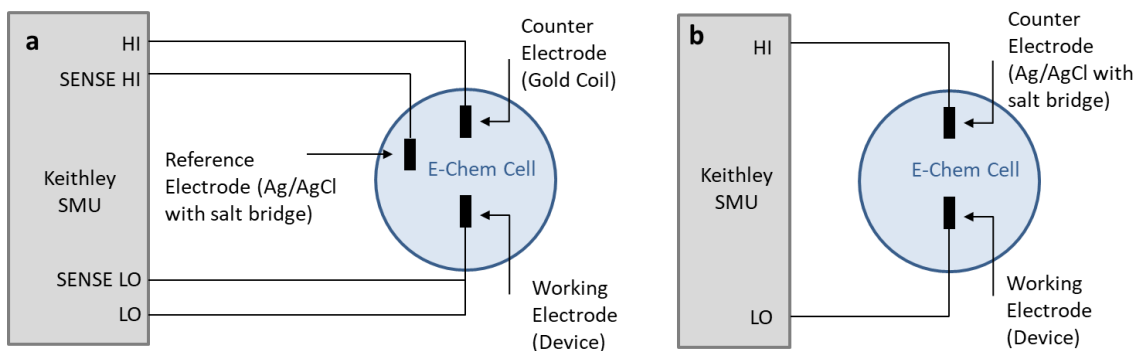 a
HI
SENSE HI
Keithley
SMU
SENSE LO
LO
Counter
Electrode
(Gold Coil)
Reference
Electrode (Ag/AgCl
with salt bridge)
E-Chem Cell
Working
Electrode
(Device)
b
HI
Keithley
SMU
LO
Counter
Electrode
(Ag/AgCl with
salt bridge)
E-Chem Cell
Working
Electrode
(Device)